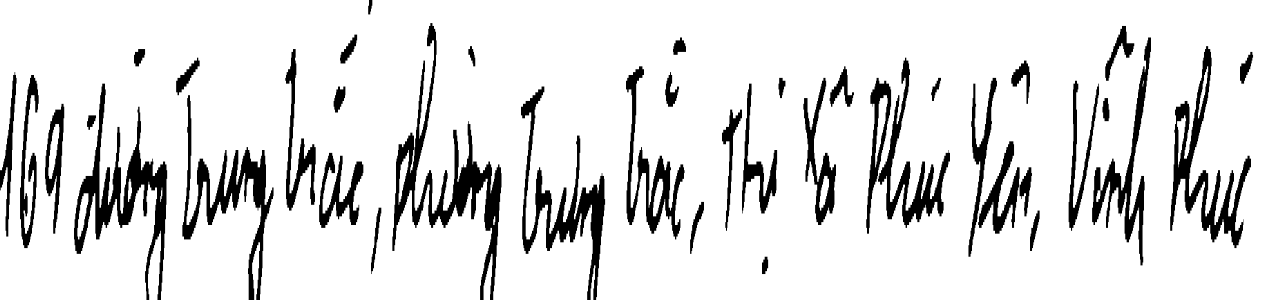 169 đường Trưng Trắc, Phường Trưng Trắc, Thị Xã Phúc Yên, Vĩnh Phúc